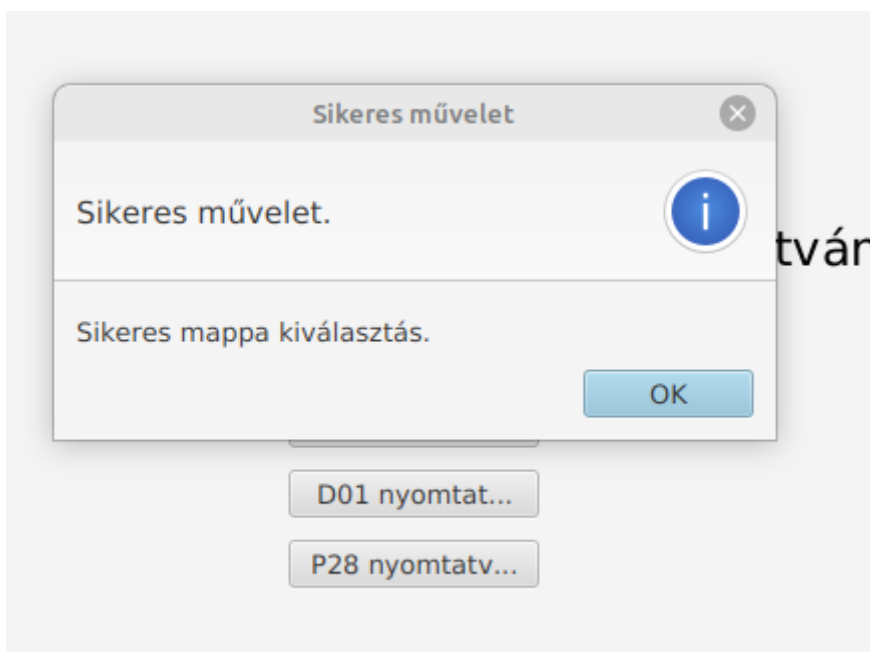 Sikeres művelet
Sikeres művelet.
tván
Sikeres mappa kiválasztás.
OK
D01 nyomtat...
P28 nyomtatv...